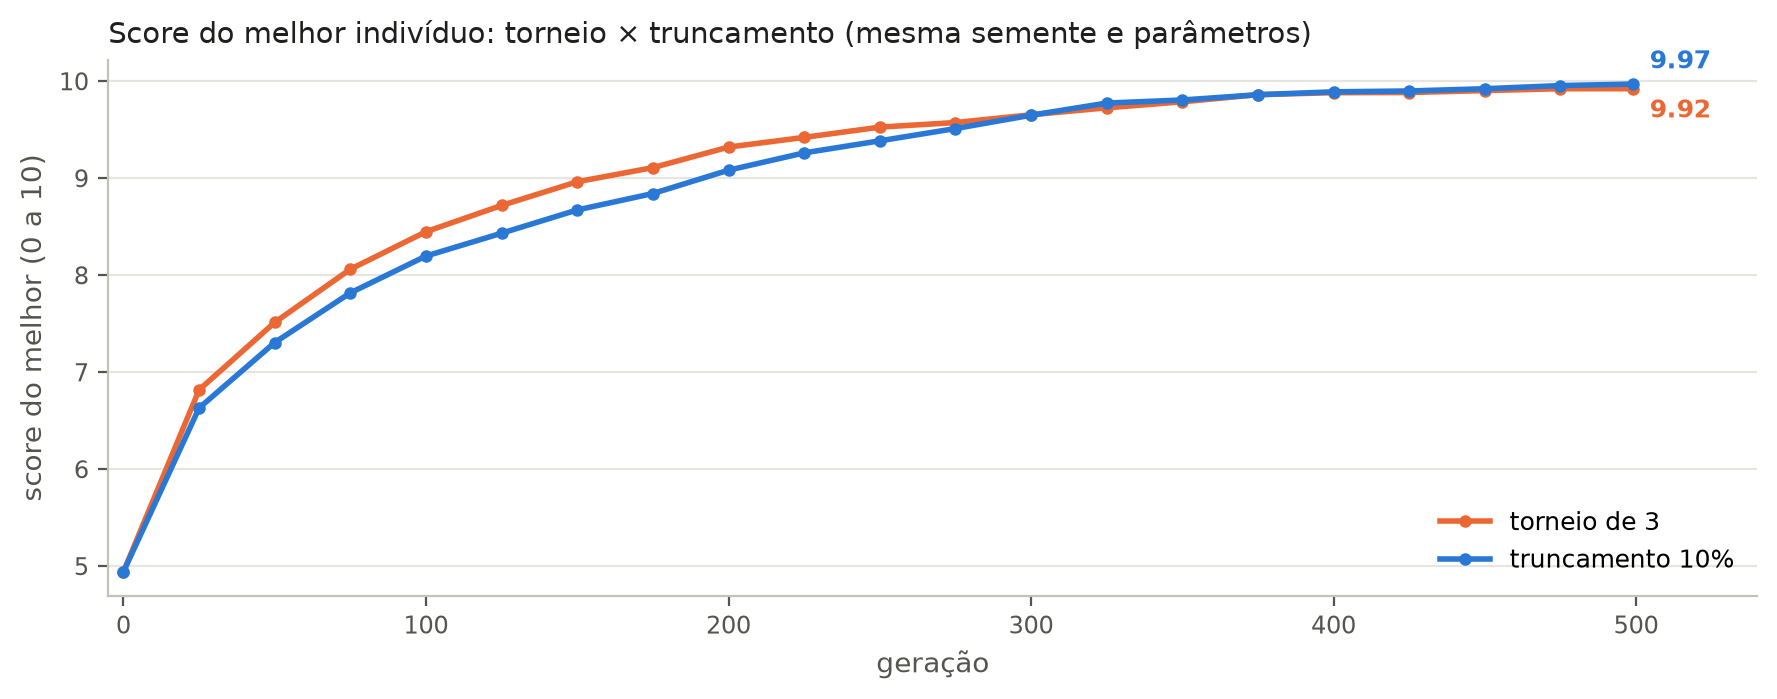 Score do melhor indivíduo: torneio × truncamento (mesma semente e parâmetros)
9.97
9.92
score do melhor (0 a 10)
10
9
8
7
6
5
torneio de 3
truncamento 10%
0 100 200 300 400 500
geração